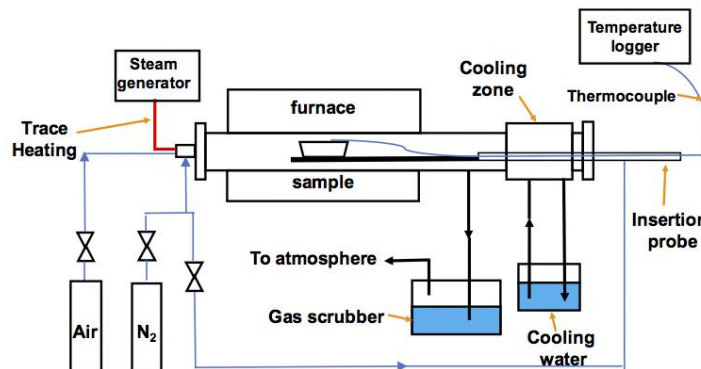 Temperature
logger
Steam
generator
Cooling
zone
Thermocouple
furnace
Trace
Heating
sample
Insertion
probe
To atmosphere
Gas scrubber
Air
N₂
Cooling
water